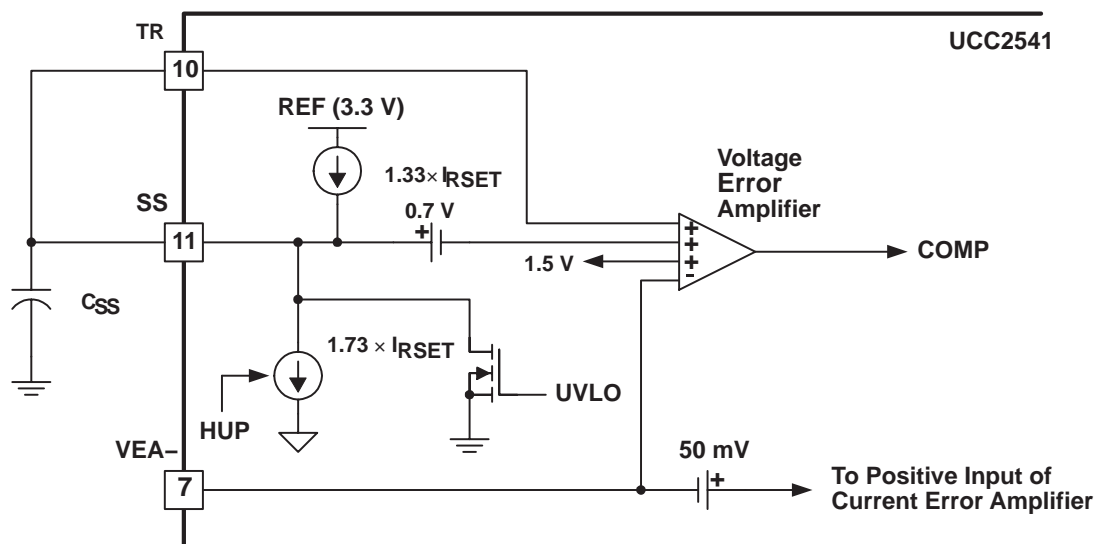 UCC2541
TR
10
REF (3.3 V)
1.33× IRSET
SS
11
0.7 V
+
Voltage
Error
Amplifier
+
+
+
-
1.5 V
COMP
CSS
1.73 × IRSET
HUP
UVLO
VEA–
7
50 mV
+
To Positive Input of
Current Error Amplifier